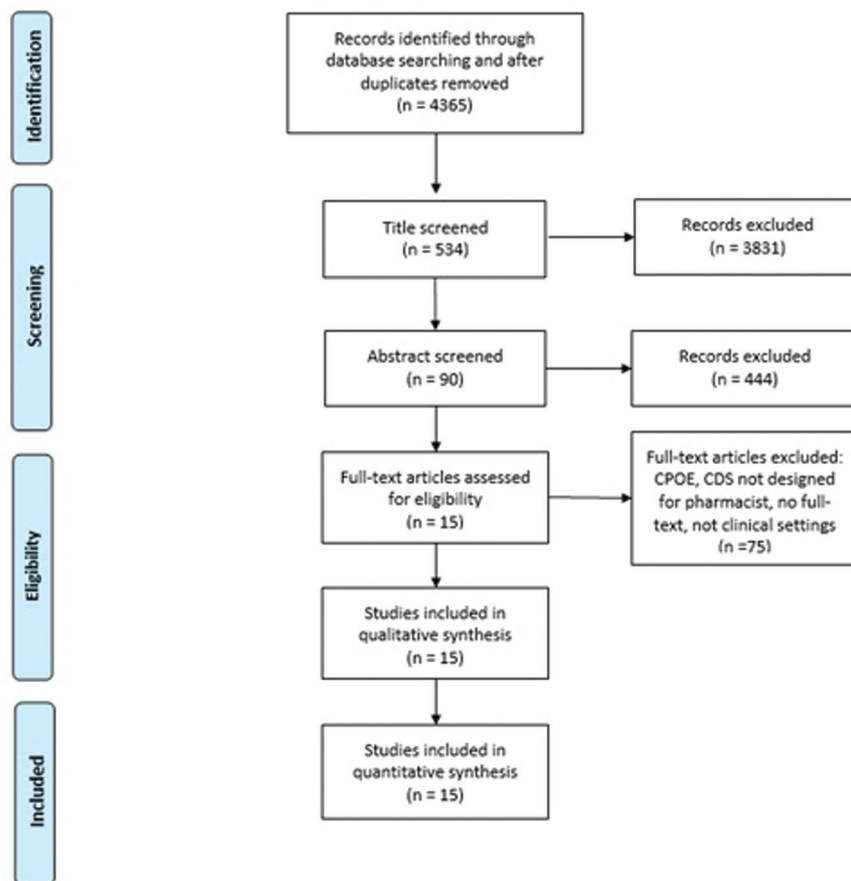 Identification
Records identified through
database searching and after
duplicates removed
(n = 4365)
Screening
Title screened
(n = 534)
Records excluded
(n = 3831)
Abstract screened
(n = 90)
Records excluded
(n = 444)
Eligibility
Full-text articles assessed
for eligibility
(n = 15)
Full-text articles excluded:
CPOE, CDS not designed
for pharmacist, no full-
text, not clinical settings
(n =75)
Studies included in
qualitative synthesis
(n = 15)
Included
Studies included in
quantitative synthesis
(n = 15)